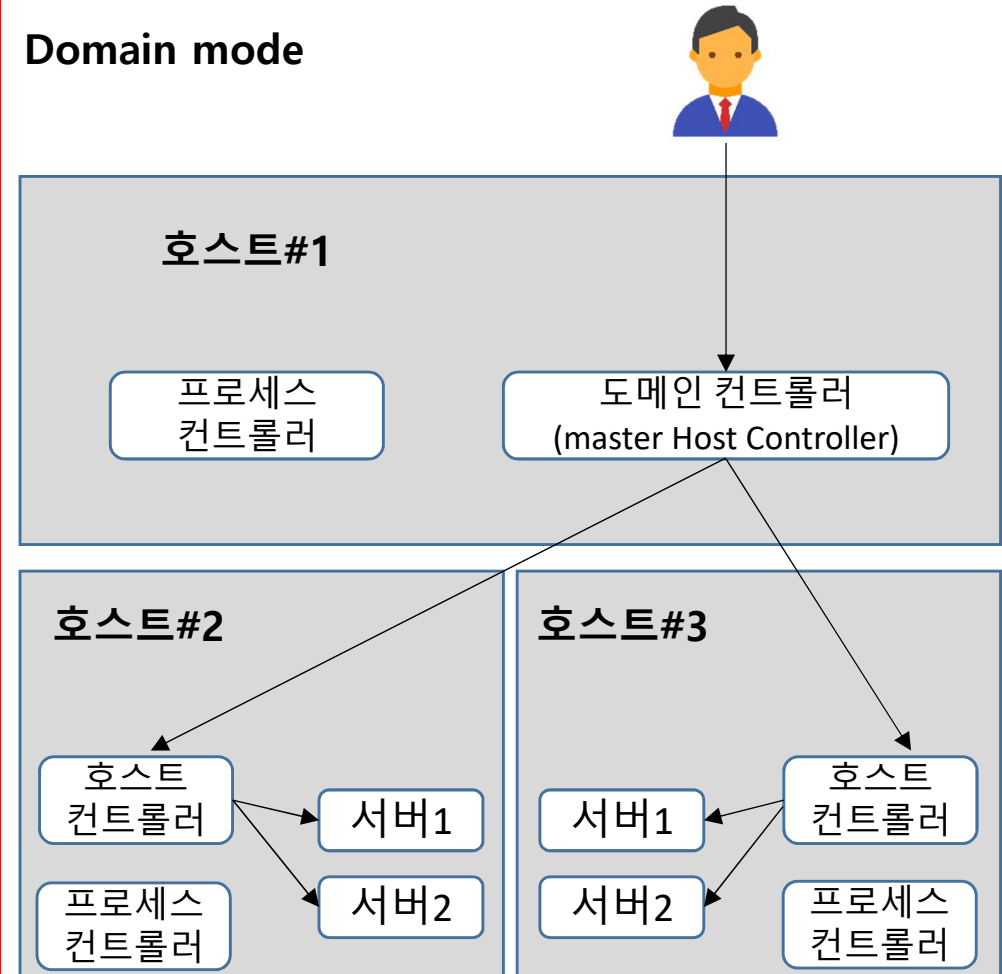 Domain mode
호스트#1
프로세스
컨트롤러
도메인 컨트롤러
(master Host Controller)
호스트#2
호스트
컨트롤러
서버1
서버2
프로세스
컨트롤러
호스트#3
서버1
서버2
호스트
컨트롤러
프로세스
컨트롤러